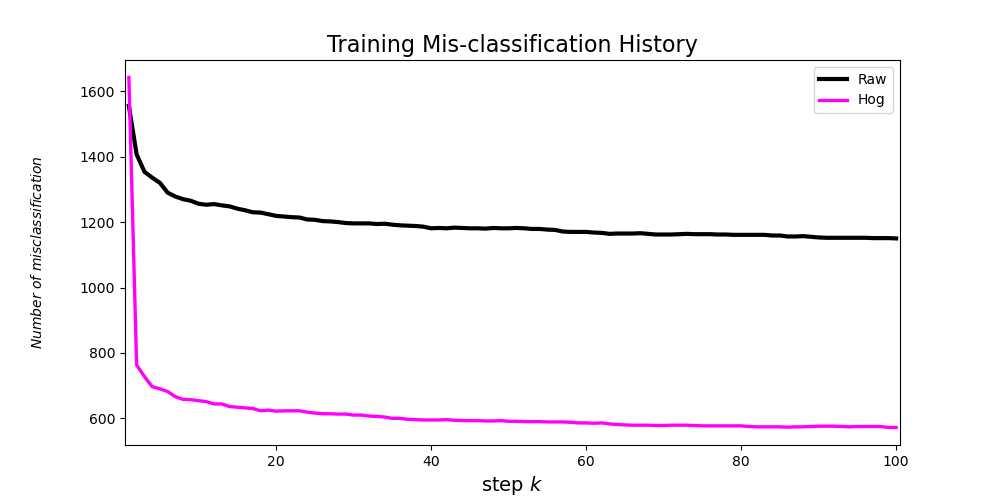 Training Mis-classification History
Raw
Hog
Number of misclassification
1600
1400
1200
1000
800
600
20 40 60 80 100
step k